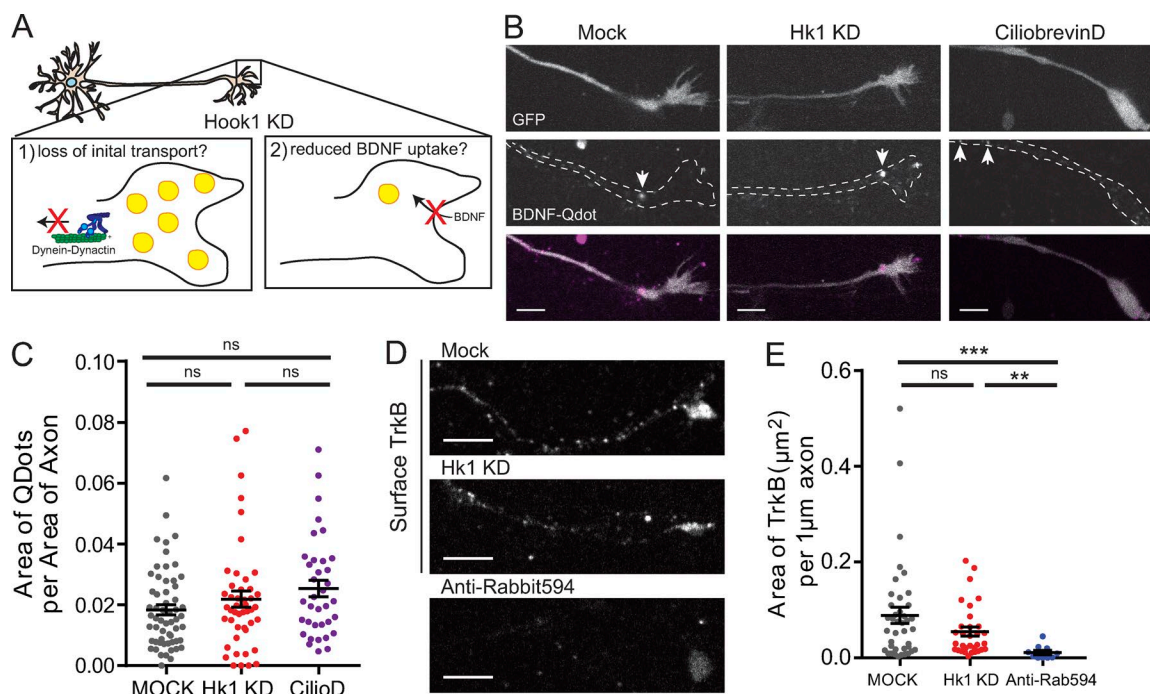 A
Hook1 KD
1) loss of inital transport?
Dynein-Dynactin
2) reduced BDNF uptake?
BDNF
B
Mock
Hk1 KD
CiliobrevinD
GFP
BDNF-Qdot
C
Area of QDots
per Area of Axon
0.10
0.08
0.06
0.04
0.02
0.00
ns
ns
ns
MOCK
Hk1 KD
CilioD
D
Surface TrkB
Mock
Hk1 KD
Anti-Rabbit594
E
Area of TrkB(μm²)
per 1μm axon
0.6
0.4
0.2
0.0
***
ns
**
MOCK
Hk1 KD
Anti-Rab594